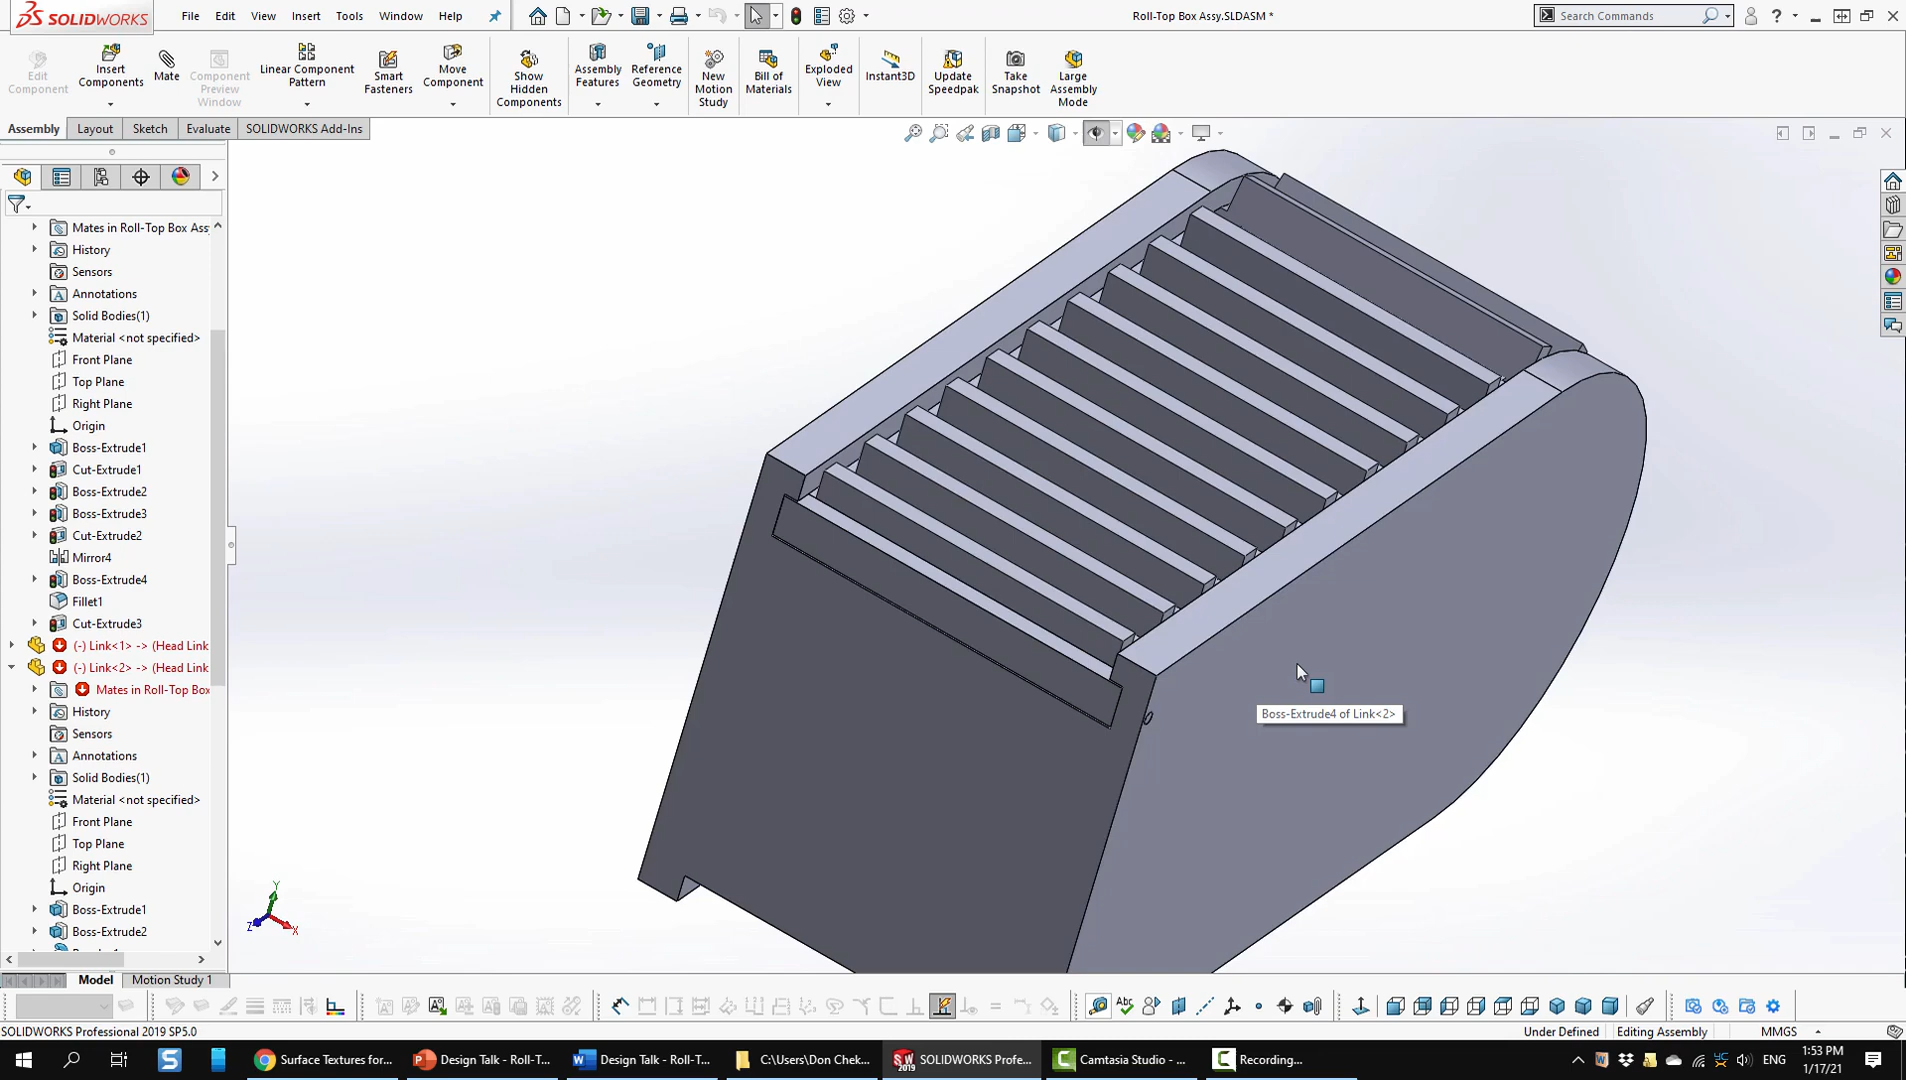 SOLIDWORKS File Edit View Insert Tools Window Help Roll-Top Box Assy.SLDASM * Search Commands
Edit Component
Insert Components
Mate
Component Preview Window
Linear Component Pattern
Smart Fasteners
Move Component
Show Hidden Components
Assembly Features
Reference Geometry
New Motion Study
Bill of Materials
Exploded View
Instant3D
Update Speedpak
Take Snapshot
Large Assembly Mode
Assembly Layout Sketch Evaluate SOLIDWORKS Add-Ins
Mates in Roll-Top Box Ass
History
Sensors
Annotations
Solid Bodies(1)
Material <not specified>
Front Plane
Top Plane
Right Plane
Origin
Boss-Extrude1
Cut-Extrude1
Boss-Extrude2
Boss-Extrude3
Cut-Extrude2
Mirror4
Boss-Extrude4
Fillet1
Cut-Extrude3
(-) Link<1> -> (Head Link
(-) Link<2> -> (Head Link
Mates in Roll-Top Box
History
Sensors
Annotations
Solid Bodies(1)
Material <not specified>
Front Plane
Top Plane
Right Plane
Origin
Boss-Extrude1
Boss-Extrude2
Boss-Extrude4 of Link<2>
Y
Z
X
Model Motion Study 1
SOLIDWORKS Professional 2019 SP5.0 Under Defined Editing Assembly MMGS
Surface Textures for... Design Talk - Roll-T... Design Talk - Roll-T... C:\Users\Don Chek... SOLIDWORKS Profe... Camtasia Studio - ... Recording... ENG 1:53 PM
1/17/21